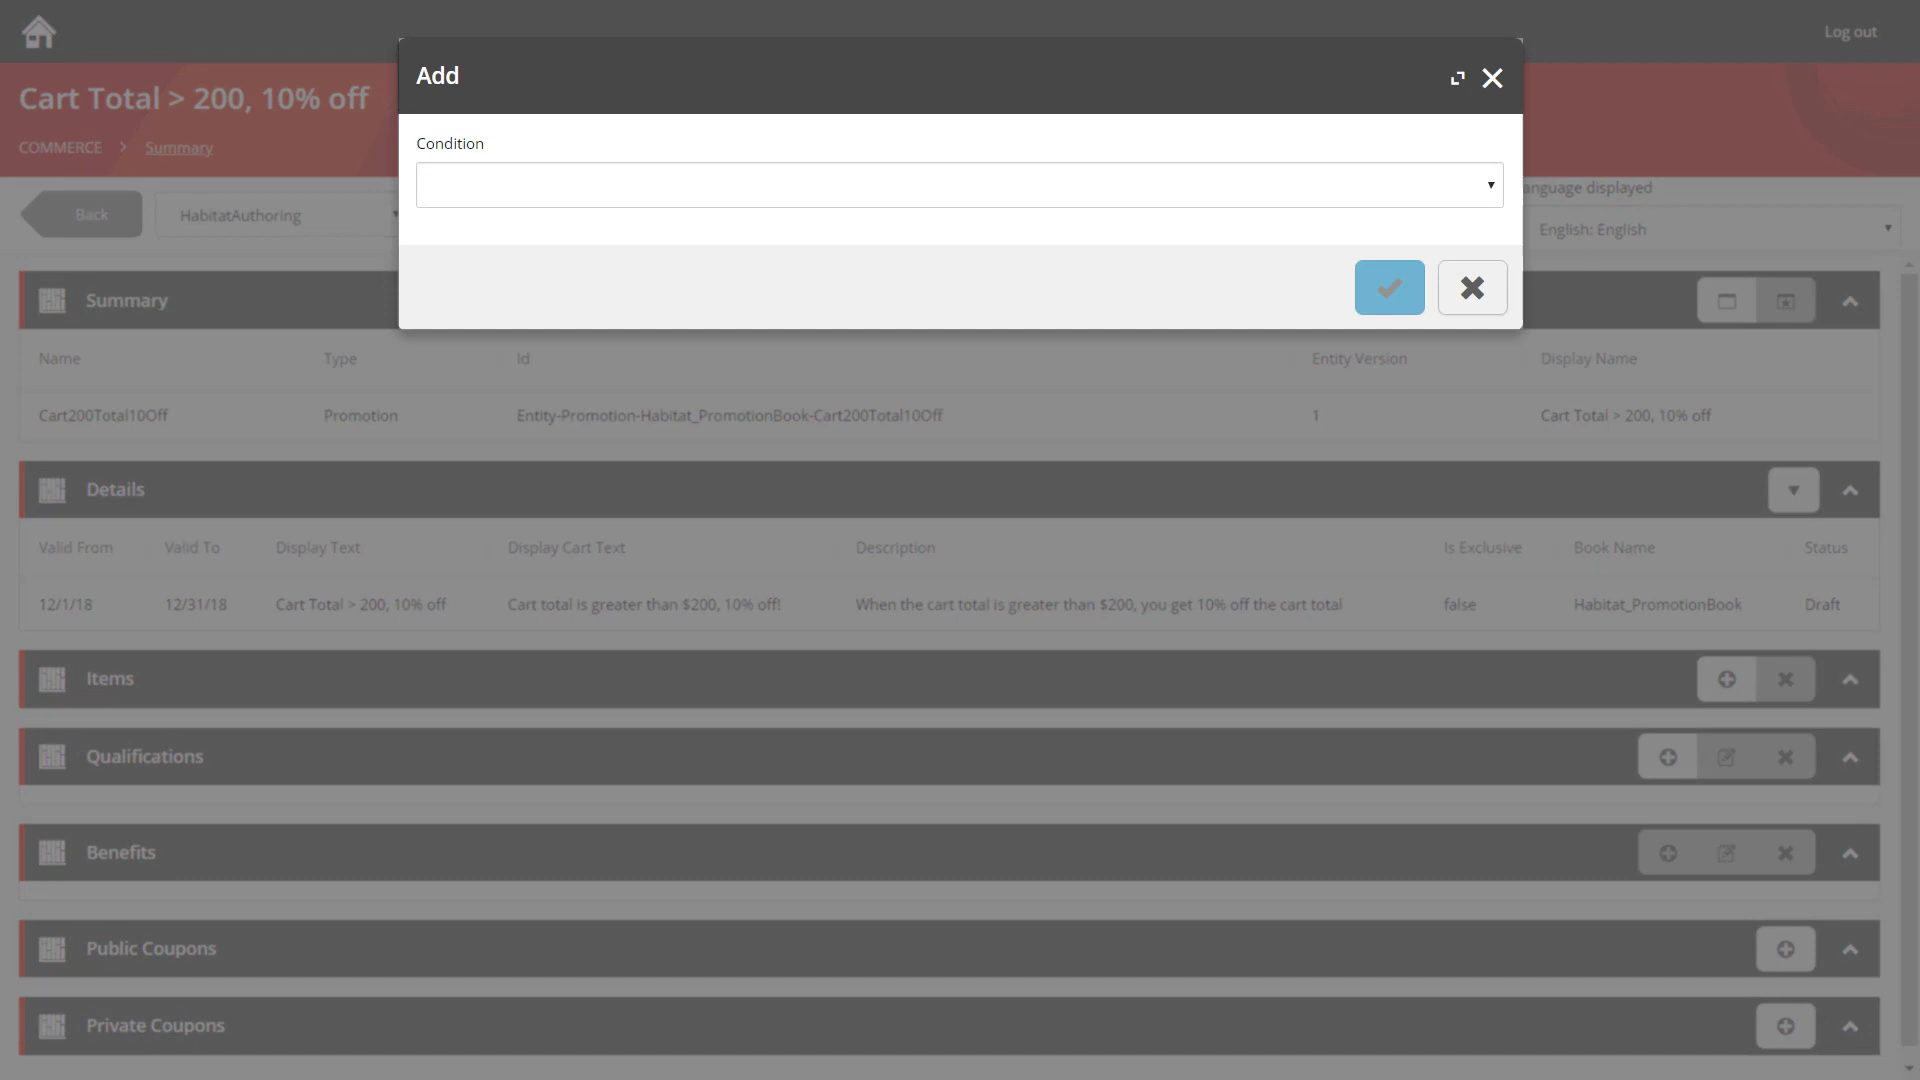 Log out
Add
Cart Total > 200, 10% off
COMMERCE > Summary
Condition
Back
HabitatAuthoring
anguage displayed
English: English
Summary
Name Type Id Entity Version Display Name
Cart200Total10Off Promotion Entity-Promotion-Habitat_PromotionBook-Cart200Total10Off 1 Cart Total > 200, 10% off
Details
Valid From Valid To Display Text Display Cart Text Description Is Exclusive Book Name Status
12/1/18 12/31/18 Cart Total > 200, 10% off Cart total is greater than $200, 10% off! When the cart total is greater than $200, you get 10% off the cart total false Habitat_PromotionBook Draft
Items
Qualifications
Benefits
Public Coupons
Private Coupons